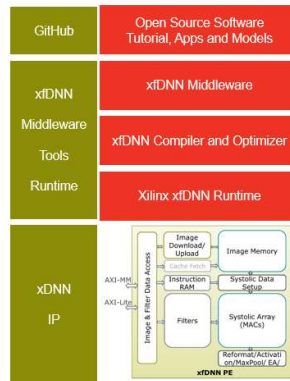 GitHub
Open Source Software
Tutorial, Apps and Models
xfDNN
Middleware
Tools
Runtime
xfDNN Middleware
xfDNN Compiler and Optimizer
Xilinx xfDNN Runtime
xDNN
IP
AXI-MM
AXI-Lite
Image & Filter Data Access
Image
Download/
Upload
Image Memory
Cache Fetch
Instruction
RAM
Systolic Data
Setup
Filters
Systolic Array
(MACs)
Reformat/Activati
on/MaxPool/ EA/
xfDNN PE